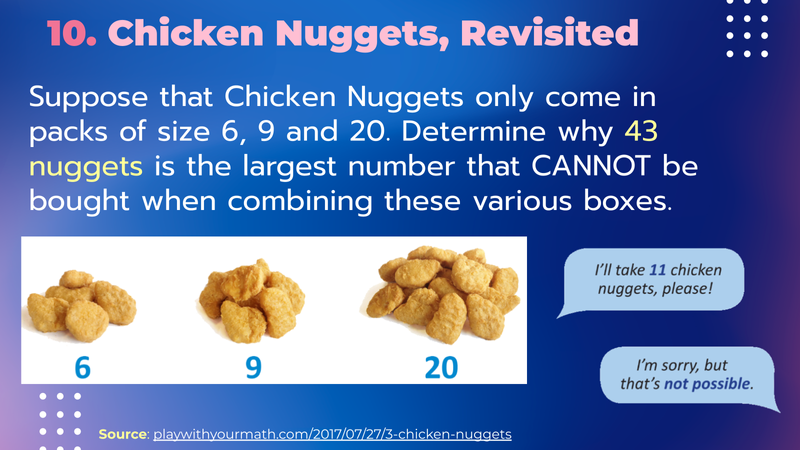 10. Chicken Nuggets, Revisited
Suppose that Chicken Nuggets only come in
packs of size 6, 9 and 20. Determine why 43
nuggets is the largest number that CANNOT be
bought when combining these various boxes.
6
9
20
I'll take 11 chicken
nuggets, please!
I'm sorry, but
that's not possible.
Source: playwithyourmath.com/2017/07/27/3-chicken-nuggets